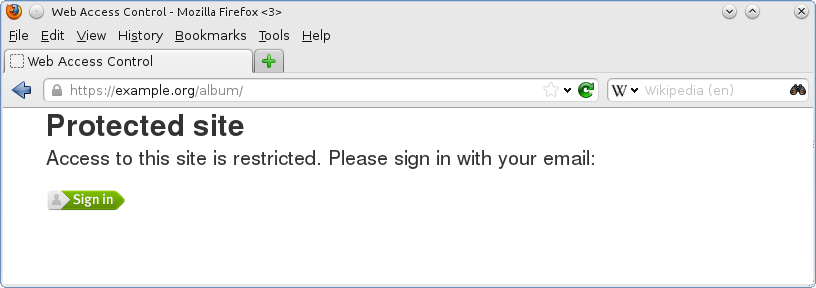 Web Access Control - Mozilla Firefox <3>
File Edit View History Bookmarks Tools Help
Web Access Control
https://example.org/album/ W Wikipedia (en)
Protected site
Access to this site is restricted. Please sign in with your email:
Sign in